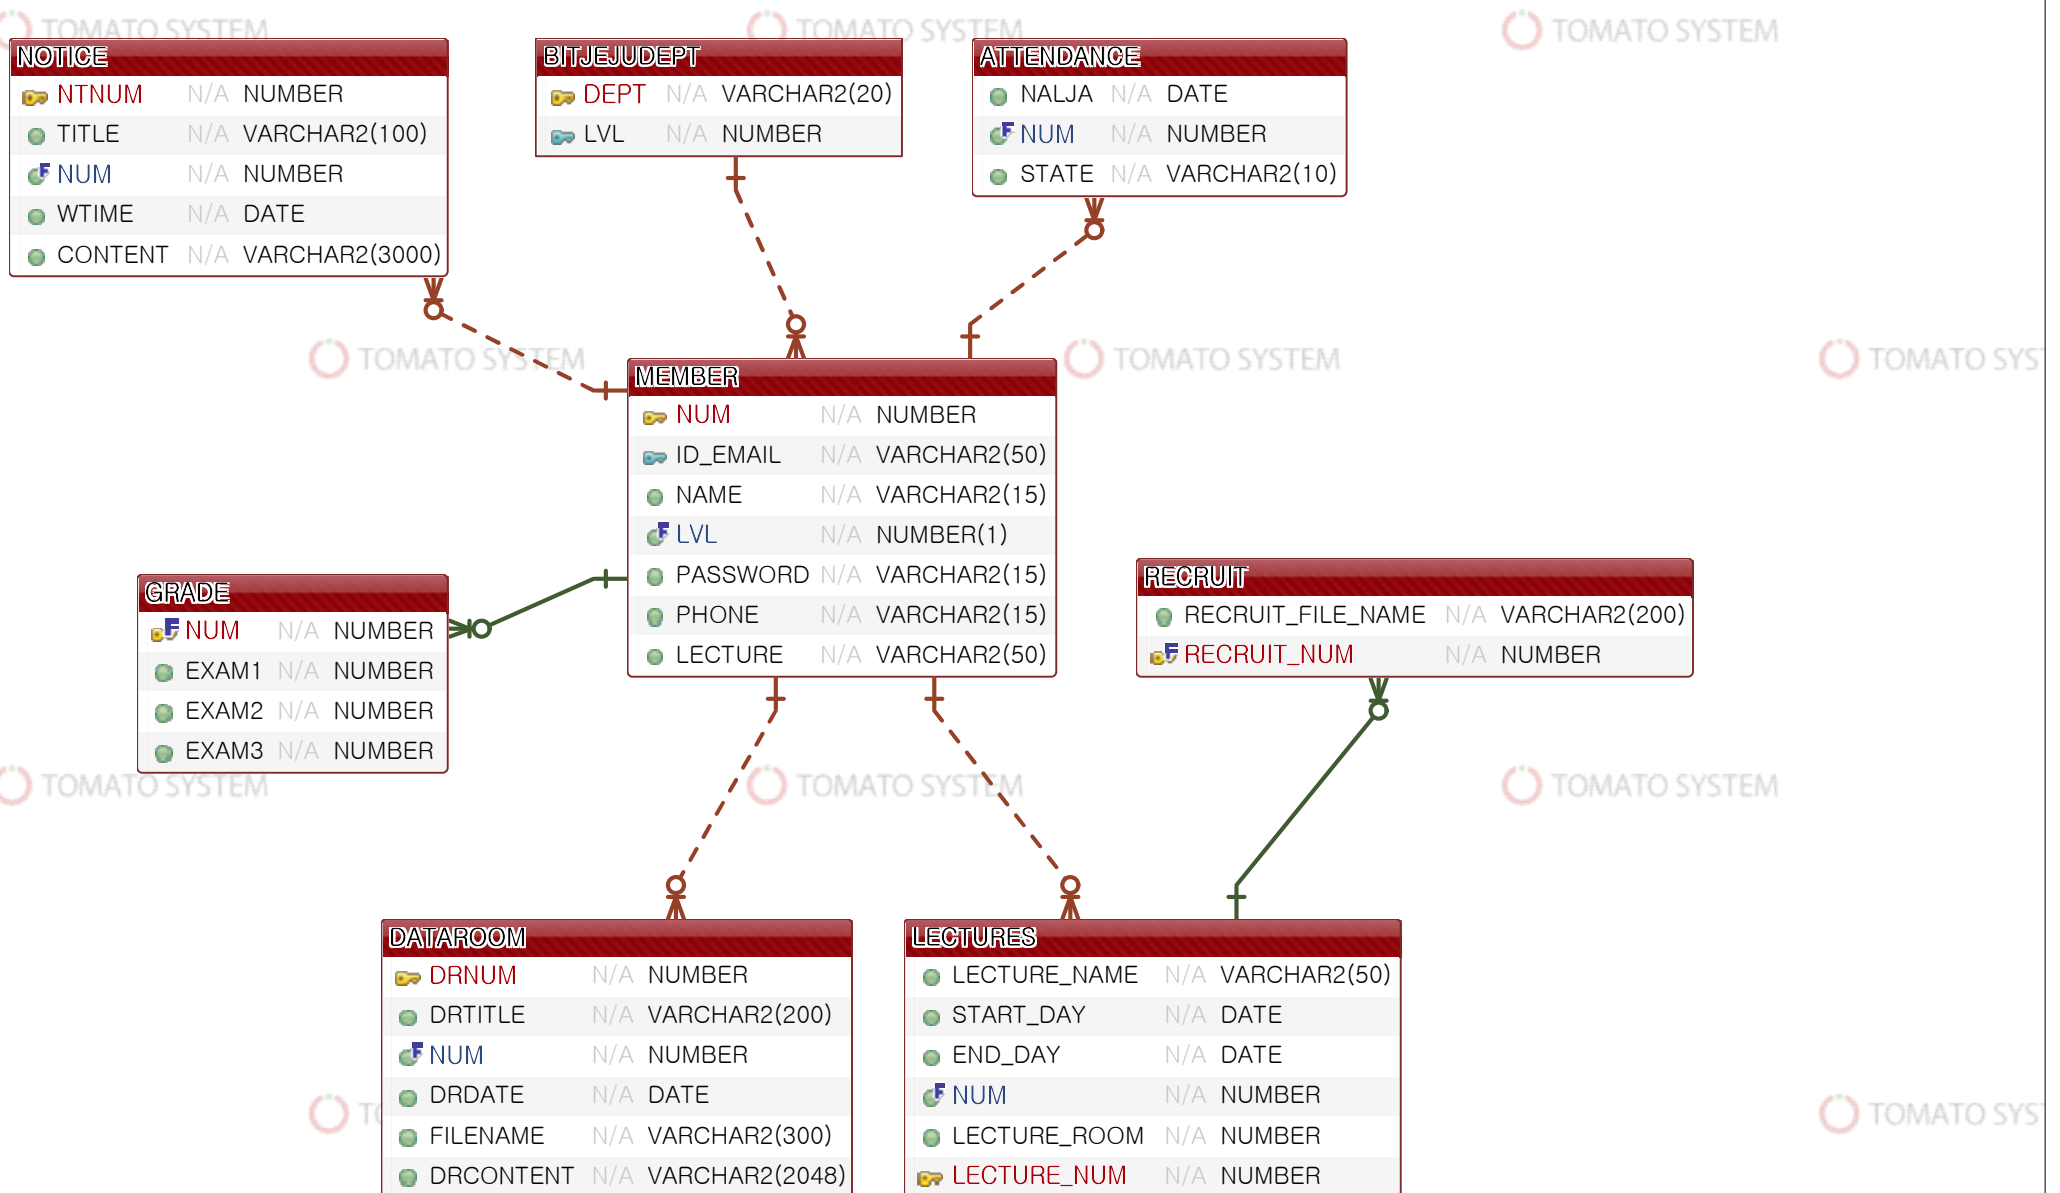 TOMATO SYSTEM
TOMATO SYSTEM
TOMATO SYSTEM
NOTICE
NTNUM N/A NUMBER
TITLE N/A VARCHAR2(100)
NUM N/A NUMBER
WTIME N/A DATE
CONTENT N/A VARCHAR2(3000)
BITJEJUDEPT
DEPT N/A VARCHAR2(20)
LVL N/A NUMBER
ATTENDANCE
NALJA N/A DATE
NUM N/A NUMBER
STATE N/A VARCHAR2(10)
TOMATO SYSTEM
TOMATO SYSTEM
TOMATO SYS
MEMBER
NUM N/A NUMBER
ID_EMAIL N/A VARCHAR2(50)
NAME N/A VARCHAR2(15)
LVL N/A NUMBER(1)
PASSWORD N/A VARCHAR2(15)
PHONE N/A VARCHAR2(15)
LECTURE N/A VARCHAR2(50)
GRADE
NUM N/A NUMBER
EXAM1 N/A NUMBER
EXAM2 N/A NUMBER
EXAM3 N/A NUMBER
RECRUIT
RECRUIT_FILE_NAME N/A VARCHAR2(200)
RECRUIT_NUM N/A NUMBER
TOMATO SYSTEM
TOMATO SYSTEM
TOMATO SYSTEM
DATAROOM
DRNUM N/A NUMBER
DRTITLE N/A VARCHAR2(200)
NUM N/A NUMBER
DRDATE N/A DATE
FILENAME N/A VARCHAR2(300)
DRCONTENT N/A VARCHAR2(2048)
LECTURES
LECTURE_NAME N/A VARCHAR2(50)
START_DAY N/A DATE
END_DAY N/A DATE
NUM N/A NUMBER
LECTURE_ROOM N/A NUMBER
LECTURE_NUM N/A NUMBER
TOMATO SYS